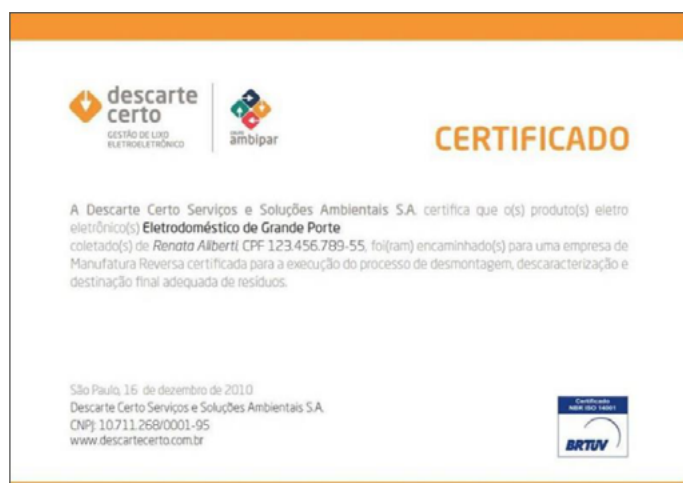 descarte
certo
GESTÃO DE LIXO
ELETROELETRÔNICO
GRUPO
ambipar
CERTIFICADO
A Descarte Certo Serviços e Soluções Ambientais S.A. certifica que o(s) produto(s) eletro
eletrônico(s) Eletrodoméstico de Grande Porte
coletado(s) de Renata Aliberti, CPF 123.456.789-55, foi(ram) encaminhado(s) para uma empresa de
Manufatura Reversa certificada para a execução do processo de desmontagem, descaracterização e
destinação final adequada de resíduos.
São Paulo, 16 de dezembro de 2010.
Descarte Certo Serviços e Soluções Ambientais S.A.
CNPJ: 10.711.268/0001-95
www.descartecerto.com.br
Certificado
NBR ISO 14001
BRTÜV